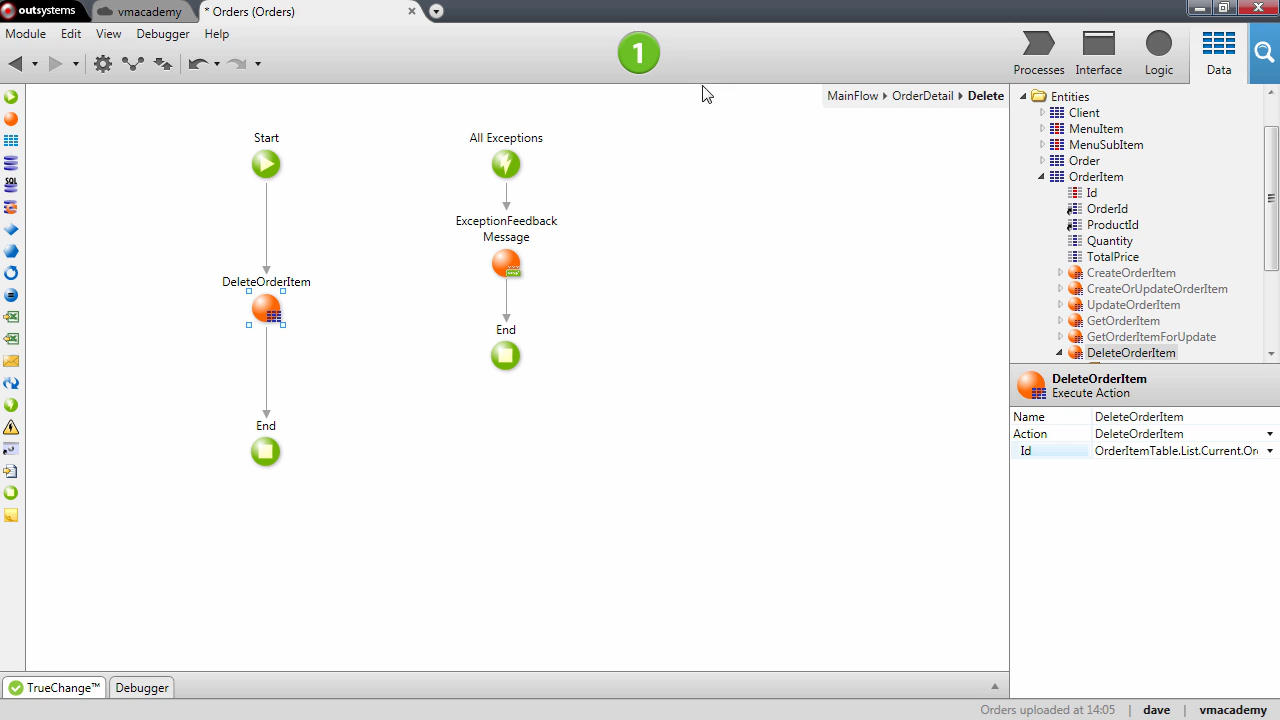 outsystems
vmacademy
* Orders (Orders)
Module Edit View Debugger Help
1
Processes Interface Logic Data
MainFlow OrderDetail Delete
Start
All Exceptions
ExceptionFeedback
Message
DeleteOrderItem
End
End
SQL
Entities
Client
MenuItem
MenuSubItem
Order
OrderItem
Id
OrderId
ProductId
Quantity
TotalPrice
CreateOrderItem
CreateOrUpdateOrderItem
UpdateOrderItem
GetOrderItem
GetOrderItemForUpdate
DeleteOrderItem
DeleteOrderItem
Execute Action
Name DeleteOrderItem
Action DeleteOrderItem
Id OrderItemTable.List.Current.Or
TrueChange™ Debugger
Orders uploaded at 14:05 | dave | vmacademy